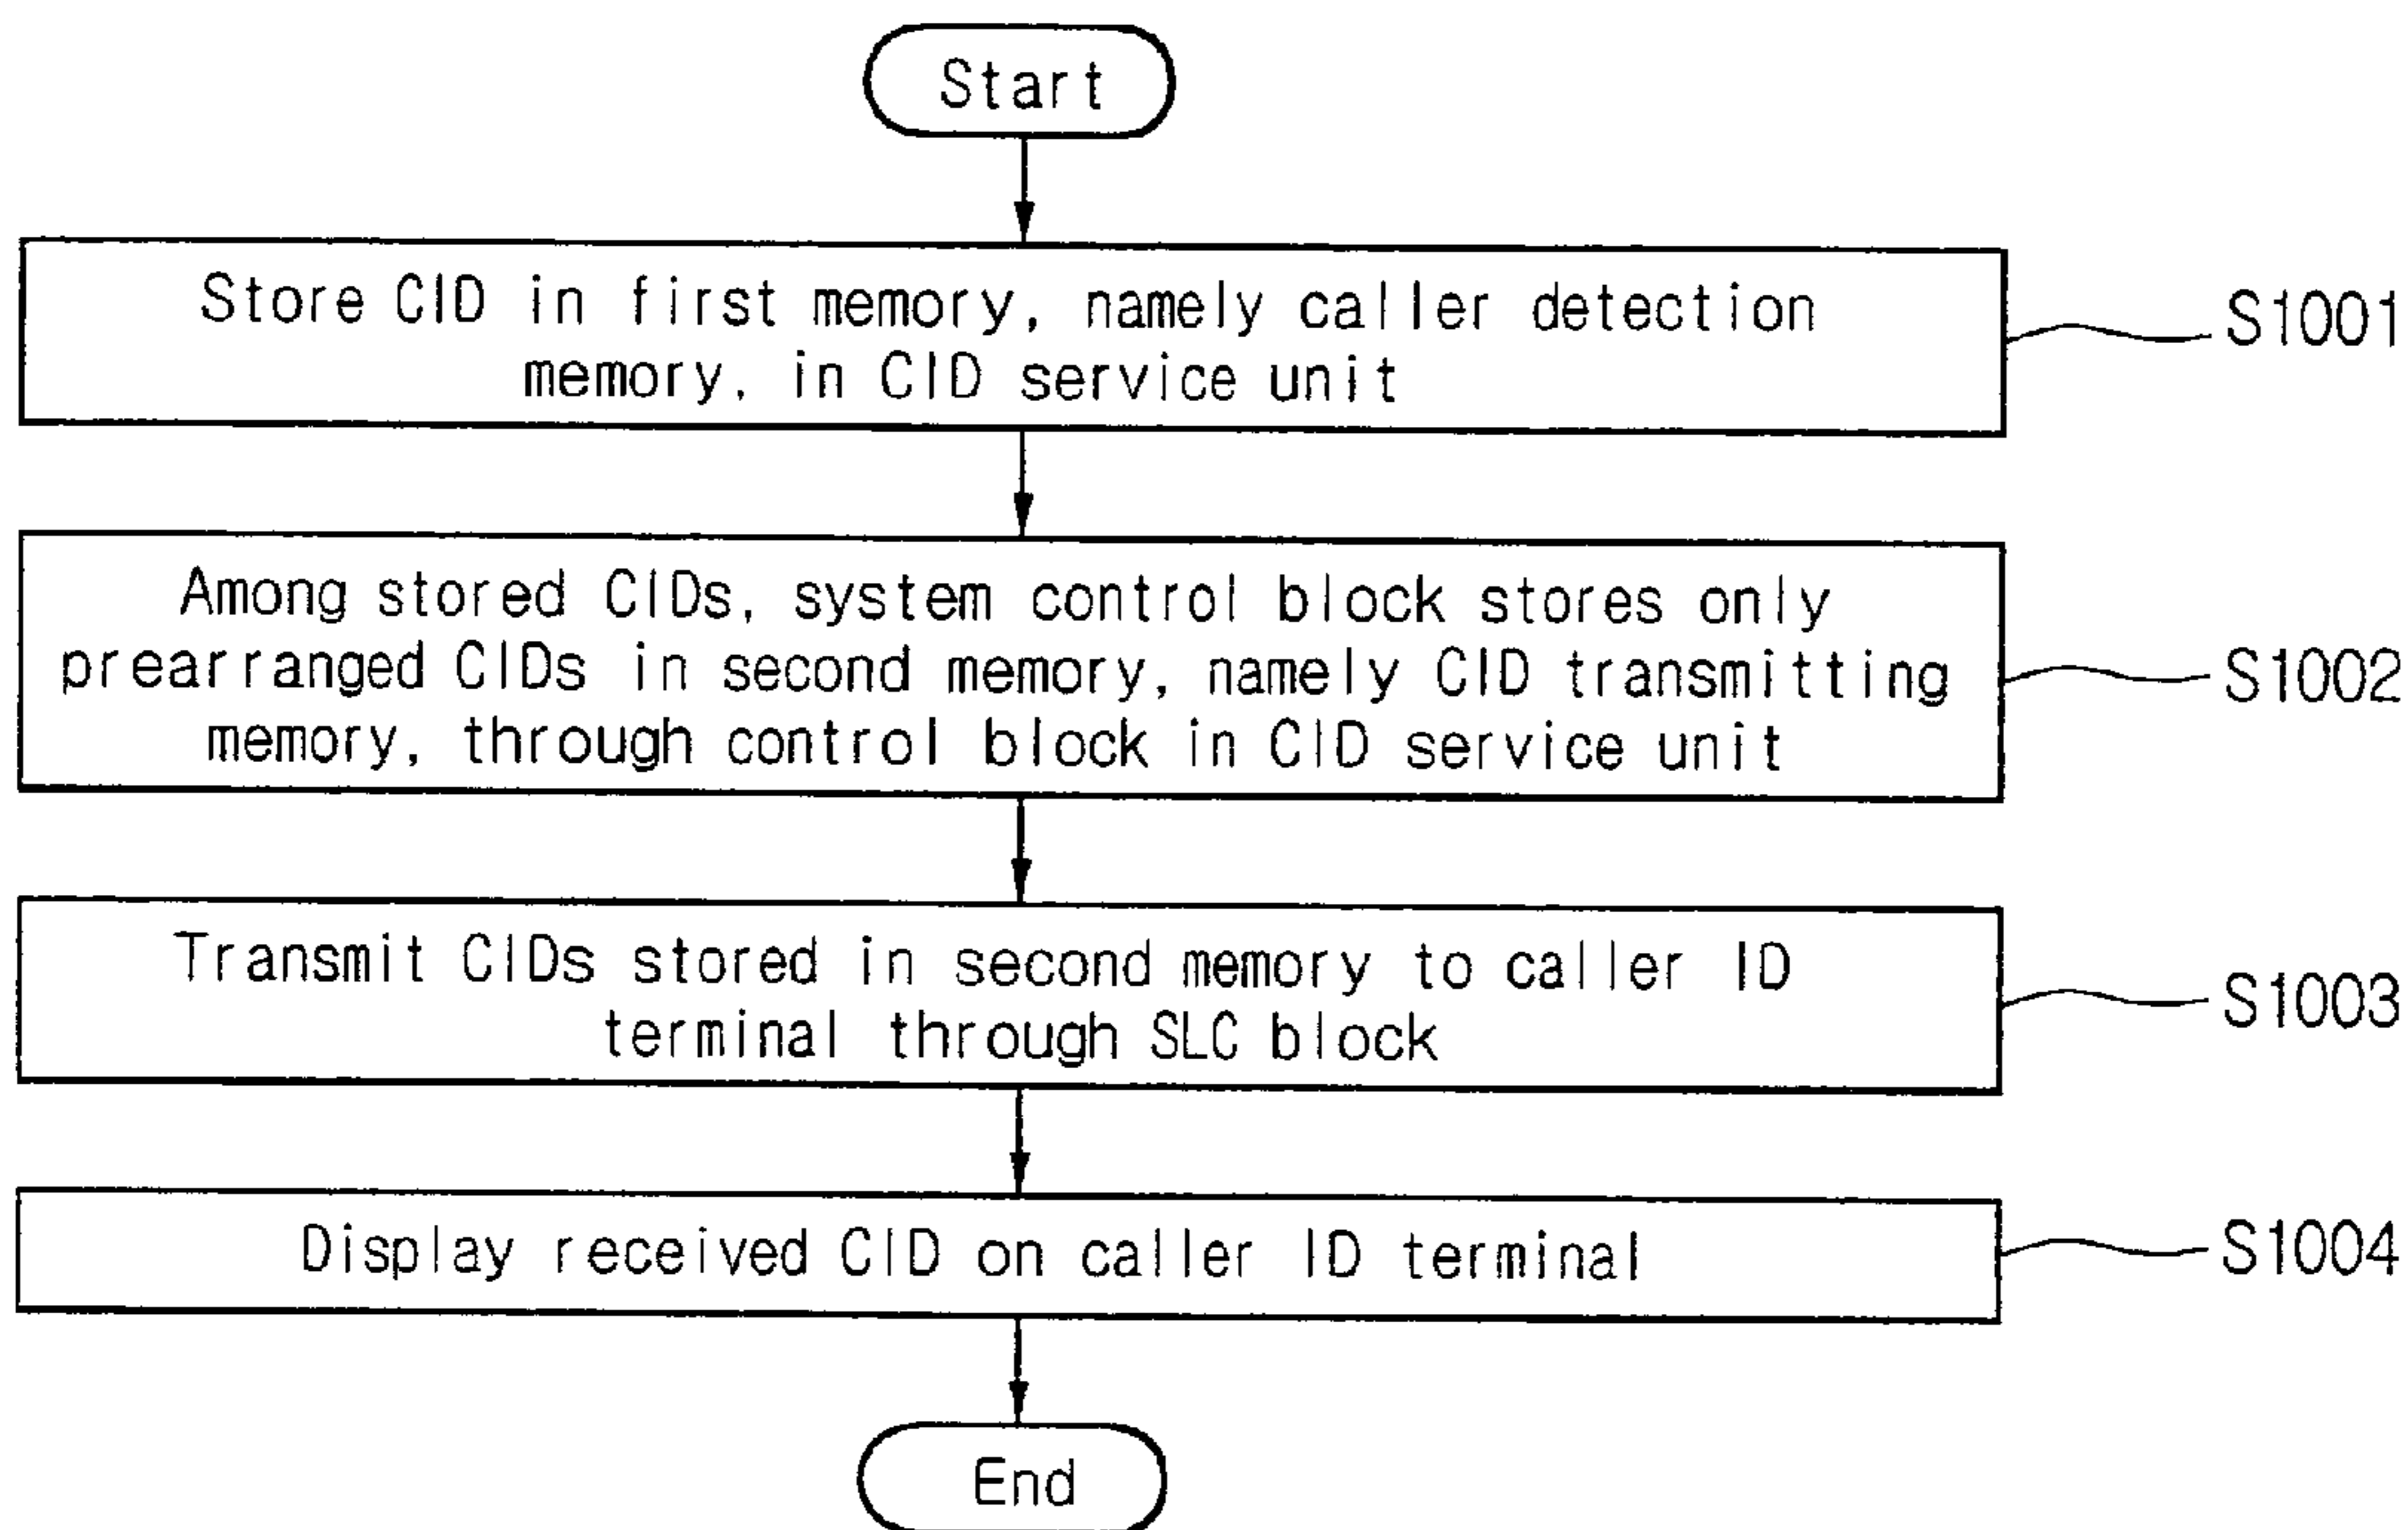 Start
Store CID in first memory, namely caller detection
memory, in CID service unit
S1001
Among stored CIDs, system control block stores only
prearranged CIDs in second memory, namely CID transmitting
memory, through control block in CID service unit
S1002
Transmit CIDs stored in second memory to caller ID
terminal through SLC block
S1003
Display received CID on caller ID terminal
S1004
End